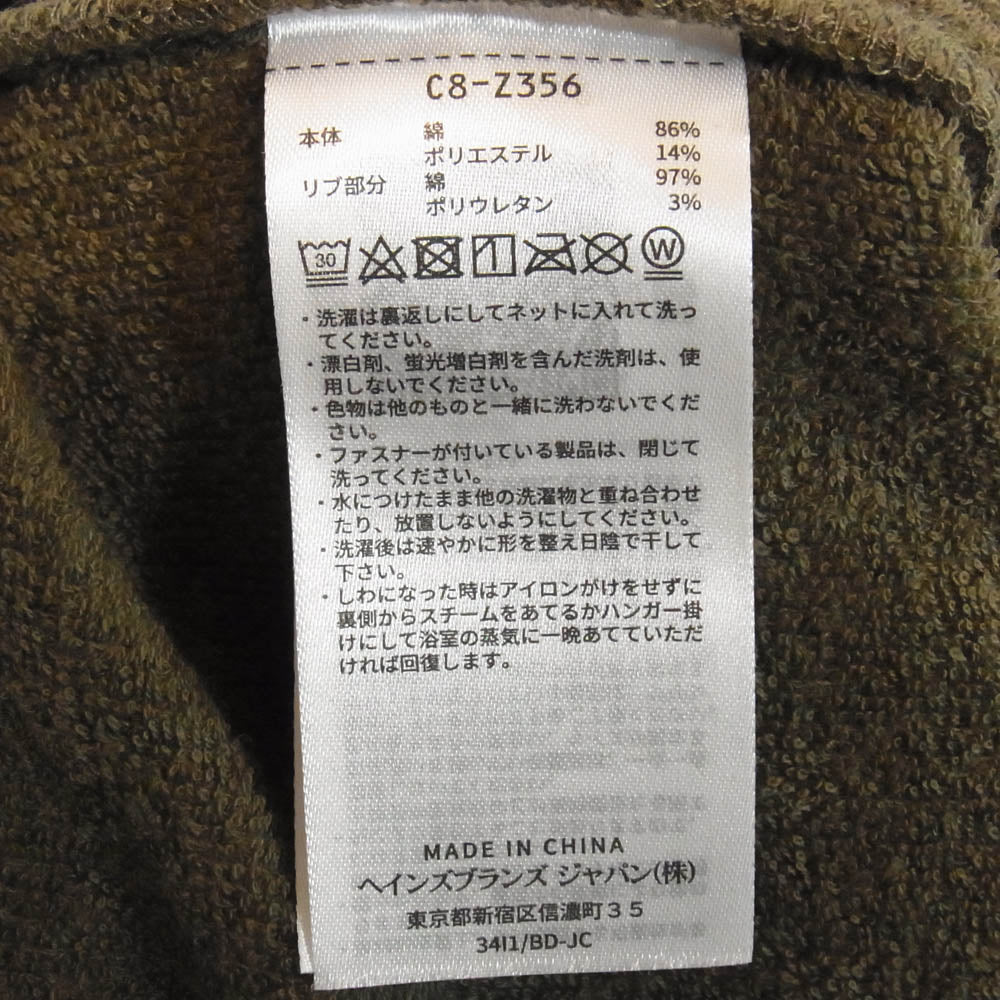 C8-Z356
本体 綿 86%
ポリエステル 14%
リブ部分 綿 97%
ポリウレタン 3%
30 W
・洗濯は裏返しにしてネットに入れて洗っ
てください。
・漂白剤、蛍光増白剤を含んだ洗剤は、使
用しないでください。
・色物は他のものと一緒に洗わないでくだ
さい。
・ファスナーが付いている製品は、閉じて
洗ってください。
・水につけたまま他の洗濯物と重ね合わせ
たり、放置しないようにしてください。
・洗濯後は速やかに形を整え日陰で干して
下さい。
・しわになった時はアイロンがけをせずに
裏側からスチームをあてるかハンガー掛
けにして浴室の蒸気に一晩あてていただ
ければ回復します。
MADE IN CHINA
ヘインズブランズ ジャパン(株)
東京都新宿区信濃町35
34I1/BD-JC